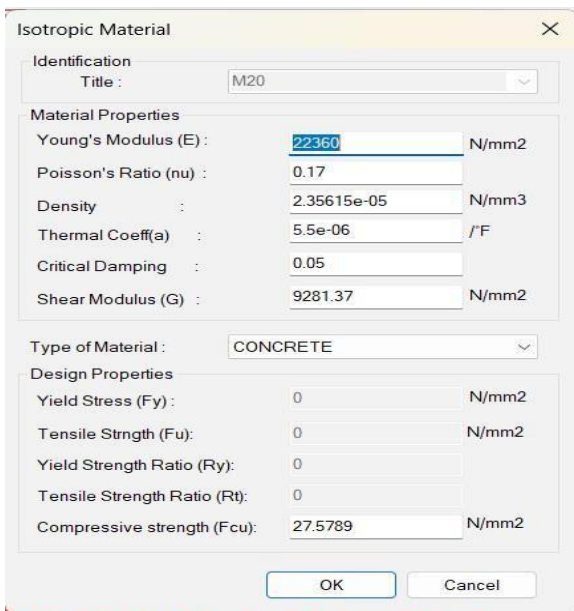 Isotropic Material
Identification
Title : M20
Material Properties
Young's Modulus (E) : 22360 N/mm2
Poisson's Ratio (nu) : 0.17
Density : 2.35615e-05 N/mm3
Thermal Coeff(a) : 5.5e-06 /°F
Critical Damping : 0.05
Shear Modulus (G) : 9281.37 N/mm2
Type of Material : CONCRETE
Design Properties
Yield Stress (Fy) : 0 N/mm2
Tensile Strngth (Fu): 0 N/mm2
Yield Strength Ratio (Ry): 0
Tensile Strength Ratio (Rt): 0
Compressive strength (Fcu): 27.5789 N/mm2
OK Cancel